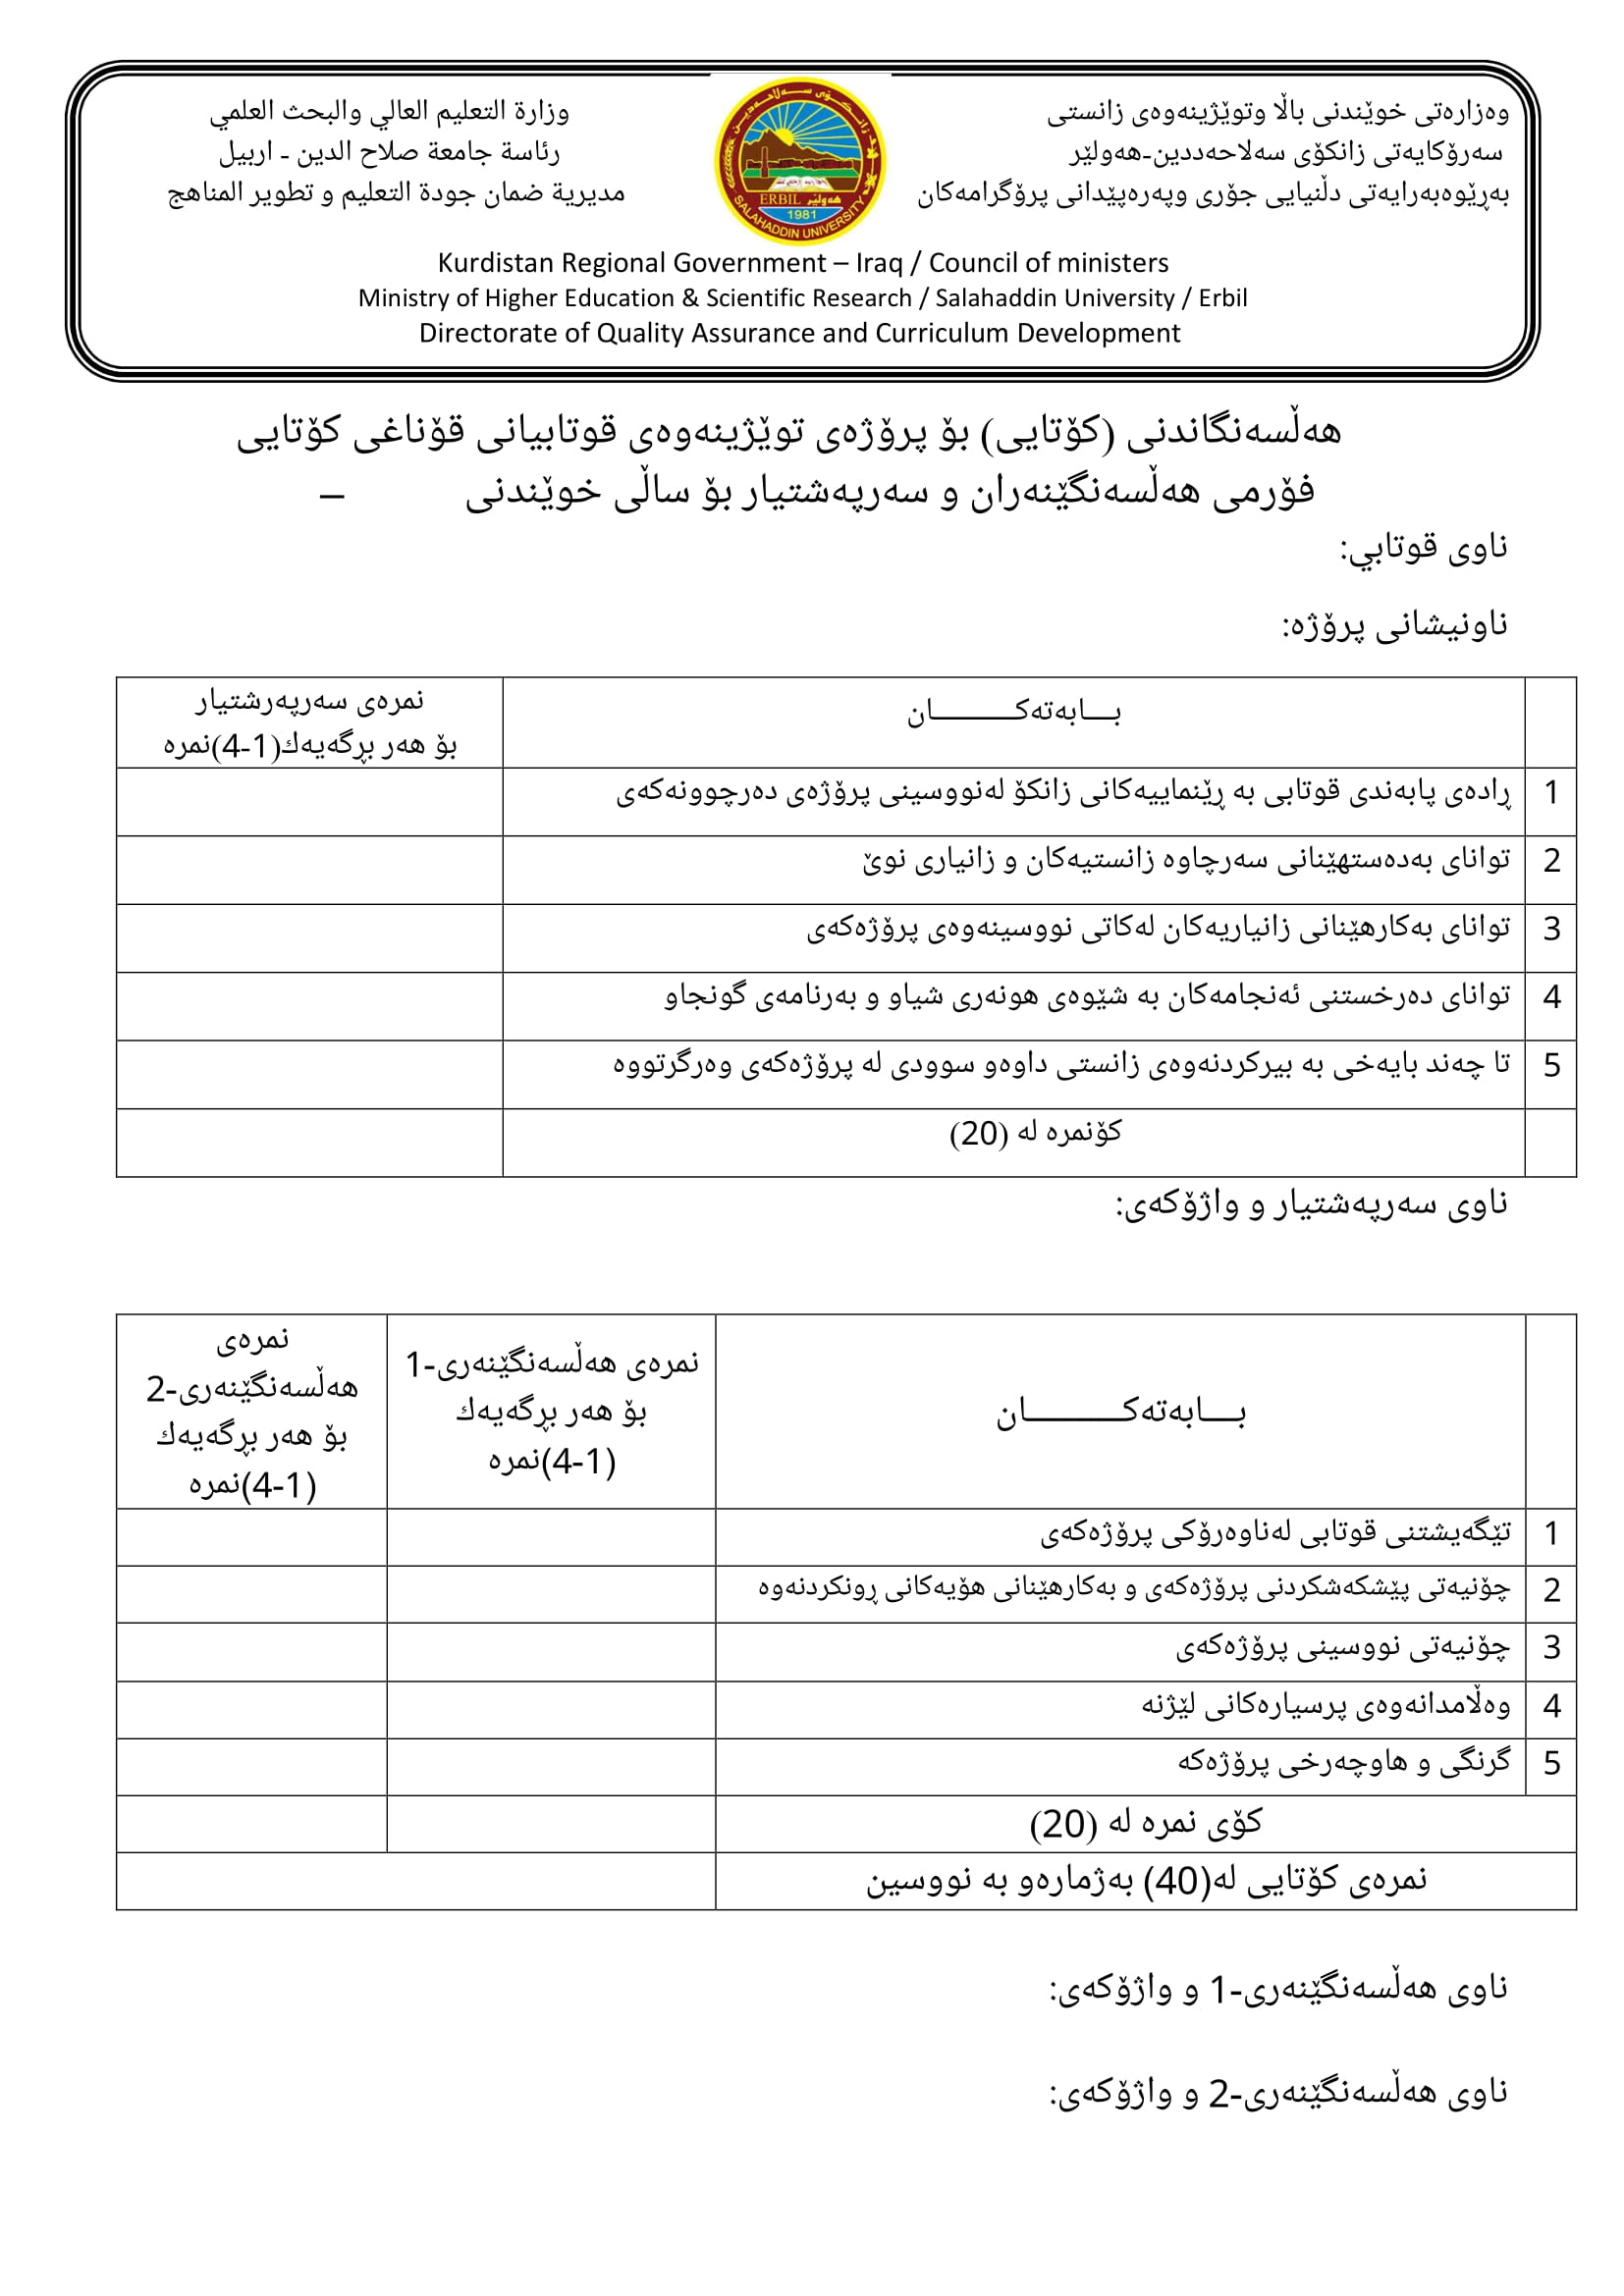 وەزارەتی خوێندنی باڵا وتوێژینەوەی زانستی
سەرۆکایەتی زانکۆی سەلاحەددین-هەولێر
بەڕێوەبەرایەتی دڵنیایی جۆری وپەرەپێدانی پرۆگرامەکان
وزارة التعليم العالي والبحث العلمي
رئاسة جامعة صلاح الدين - اربيل
مديرية ضمان جودة التعليم و تطوير المناهج
زانکۆی سەلاحەدین
ERBIL هەولێر
1981
SALAHADDIN UNIVERSITY
Kurdistan Regional Government – Iraq / Council of ministers
Ministry of Higher Education & Scientific Research / Salahaddin University / Erbil
Directorate of Quality Assurance and Curriculum Development
هەڵسەنگاندنی (کۆتایی) بۆ پرۆژەی توێژینەوەی قوتابیانی قۆناغی کۆتایی
فۆرمی هەڵسەنگێنەران و سەرپەشتیار بۆ ساڵی خوێندنی –
ناوی قوتابي:
ناونیشانی پرۆژە:
بـــابەتەکـــــــــان
نمرەی سەرپەرشتیار
بۆ هەر بڕگەیەك(1-4)نمرە
1 ڕادەی پابەندی قوتابی بە ڕێنماییەکانی زانکۆ لەنووسینی پرۆژەی دەرچوونەکەی
2 توانای بەدەستهێنانی سەرچاوە زانستیەکان و زانیاری نوێ
3 توانای بەکارهێنانی زانیاریەکان لەکاتی نووسینەوەی پرۆژەکەی
4 توانای دەرخستنی ئەنجامەکان بە شێوەی هونەری شیاو و بەرنامەی گونجاو
5 تا چەند بایەخی بە بیرکردنەوەی زانستی داوەو سوودی لە پرۆژەکەی وەرگرتووە
کۆنمرە لە (20)
ناوی سەرپەشتیار و واژۆکەی:
بـــابەتەکـــــــــان
نمرەی هەڵسەنگێنەری-1
بۆ هەر بڕگەیەك
(1-4)نمرە
نمرەی
هەڵسەنگێنەری-2
بۆ هەر بڕگەیەك
(1-4)نمرە
1 تێگەیشتنی قوتابی لەناوەرۆکی پرۆژەکەی
2 چۆنیەتی پێشکەشکردنی پرۆژەکەی و بەکارهێنانی هۆیەکانی ڕونکردنەوە
3 چۆنیەتی نووسینی پرۆژەکەی
4 وەڵامدانەوەی پرسیارەکانی لێژنە
5 گرنگی و هاوچەرخی پرۆژەکە
کۆی نمرە لە (20)
نمرەی کۆتایی لە(40) بەژمارەو بە نووسین
ناوی هەڵسەنگێنەری-1 و واژۆکەی:
ناوی هەڵسەنگێنەری-2 و واژۆکەی: